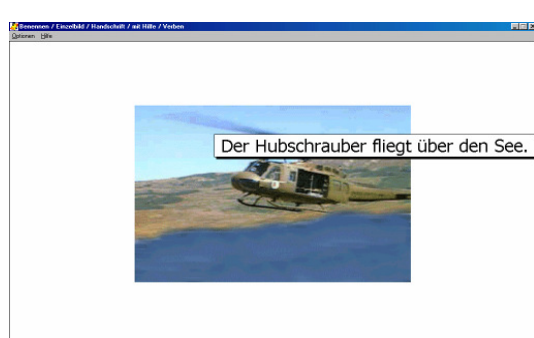 Benennen / Einzelbild / Handschrift / mit Hilfe / Verben
Optionen Hilfe
Der Hubschrauber fliegt über den See.